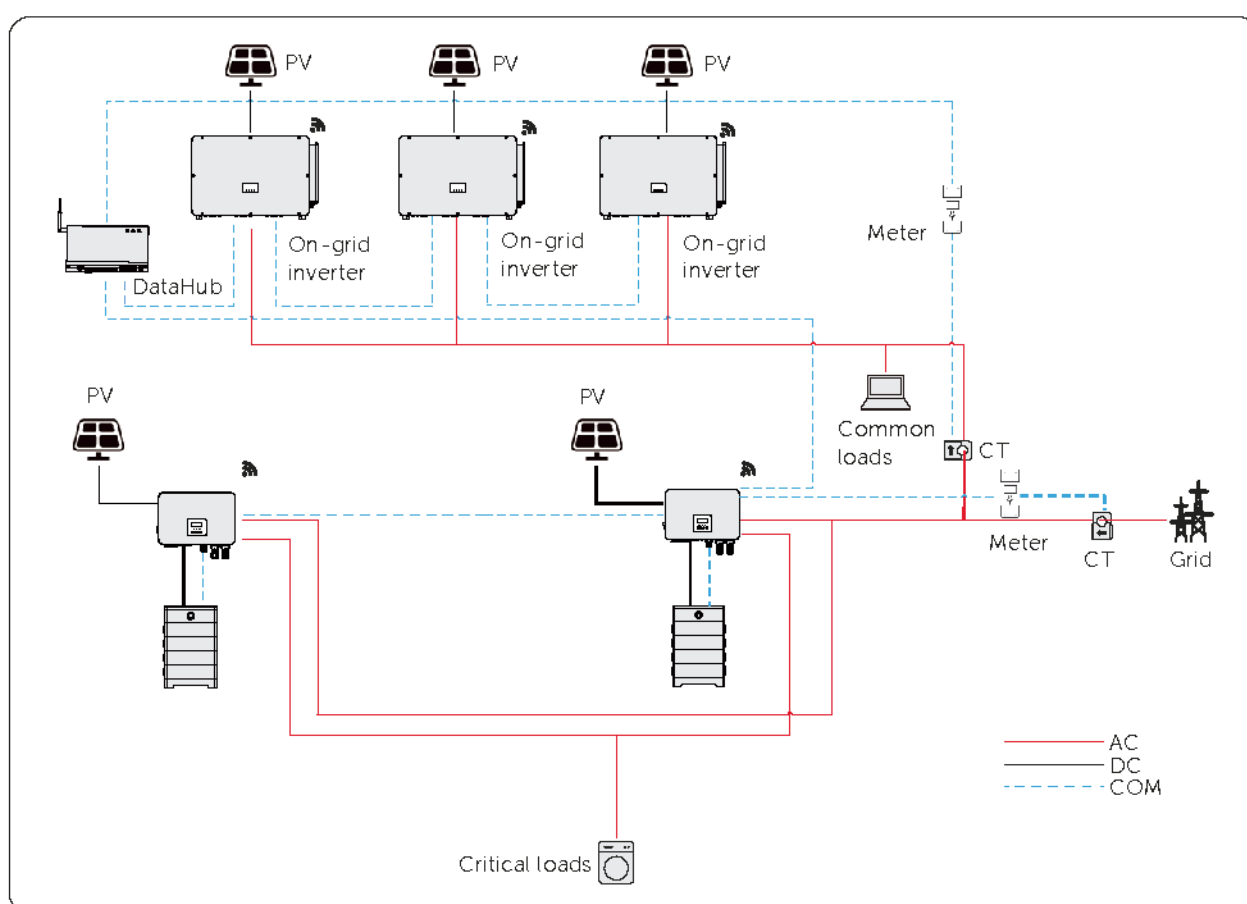 PV
PV
PV
Meter
On-grid
inverter
On-grid
inverter
On-grid
inverter
DataHub
PV
PV
Common
loads
CT
Meter
CT
Grid
AC
DC
COM
Critical loads